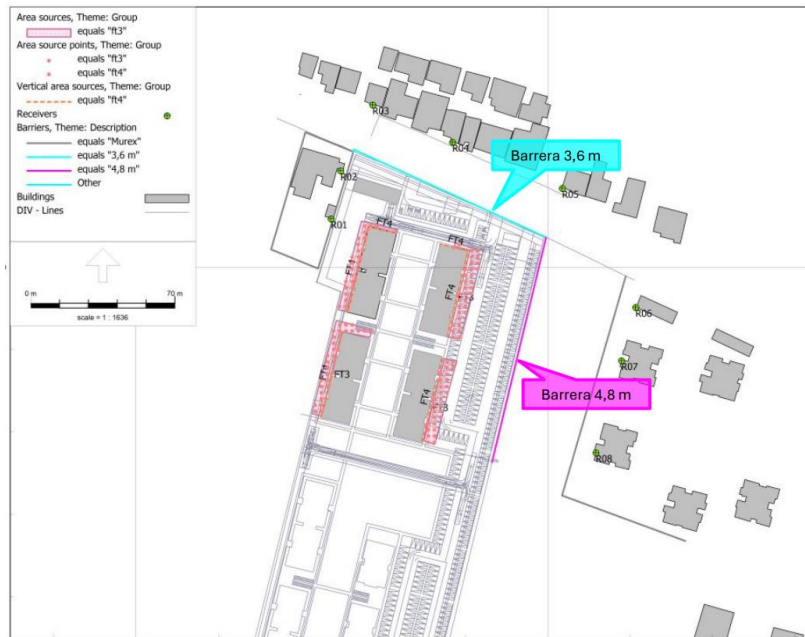 Area sources, Theme: Group
equals "ft3"
Area source points, Theme: Group
equals "ft3"
equals "ft4"
Vertical area sources, Theme: Group
equals "ft4"
Receivers
Barriers, Theme: Description
equals "Murex"
equals "3,6 m"
equals "4,8 m"
Other
Buildings
DIV - Lines
0 m
70 m
scale = 1 : 1636
R03
R04
Barrera 3,6 m
R02
R05
R01
FT4
FT4
FT4
FT4
R06
R07
FT4
FT3
FT4
Barrera 4,8 m
R08